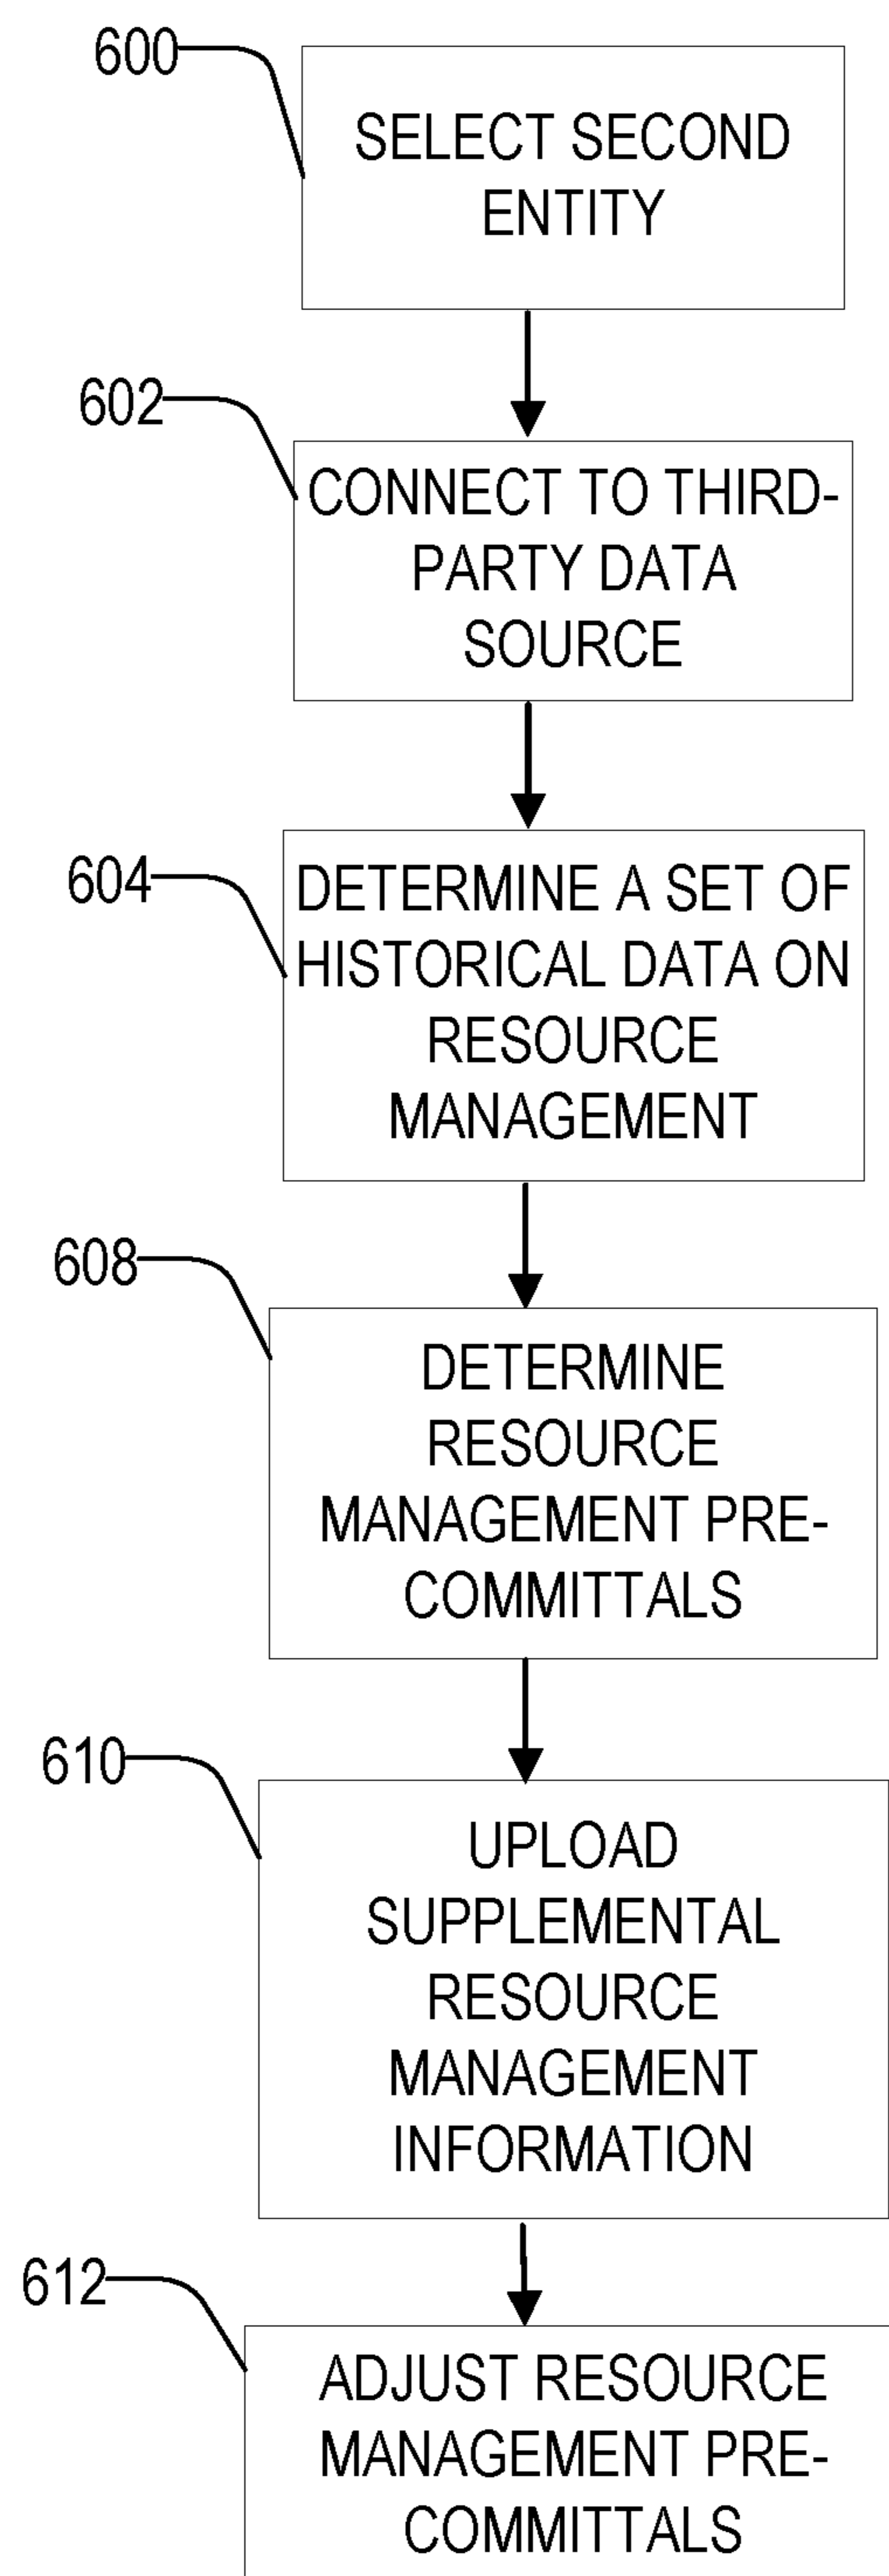 600
SELECT SECOND
ENTITY
602
CONNECT TO THIRD-
PARTY DATA
SOURCE
604
DETERMINE A SET OF
HISTORICAL DATA ON
RESOURCE
MANAGEMENT
608
DETERMINE
RESOURCE
MANAGEMENT PRE-
COMMITTALS
610
UPLOAD
SUPPLEMENTAL
RESOURCE
MANAGEMENT
INFORMATION
612
ADJUST RESOURCE
MANAGEMENT PRE-
COMMITTALS